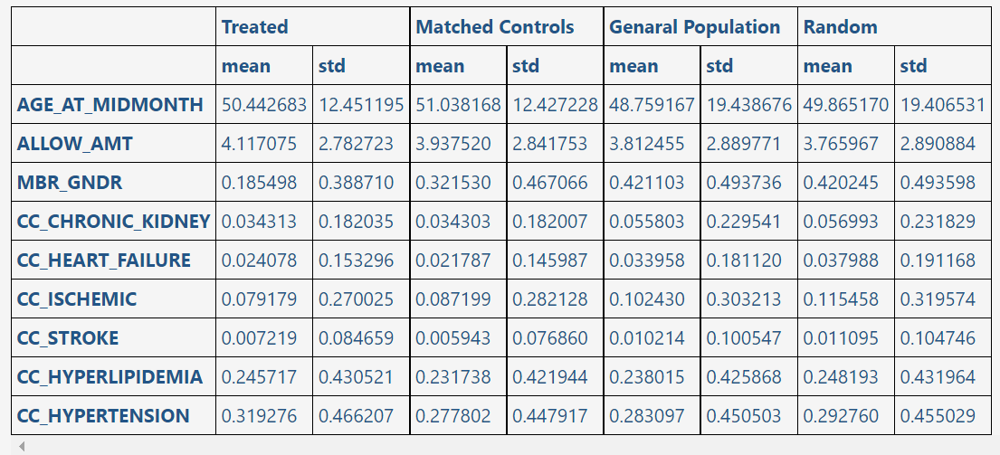 Treated Matched Controls Genaral Population Random
mean std mean std mean std mean std
AGE_AT_MIDMONTH 50.442683 12.451195 51.038168 12.427228 48.759167 19.438676 49.865170 19.406531
ALLOW_AMT 4.117075 2.782723 3.937520 2.841753 3.812455 2.889771 3.765967 2.890884
MBR_GNDR 0.185498 0.388710 0.321530 0.467066 0.421103 0.493736 0.420245 0.493598
CC_CHRONIC_KIDNEY 0.034313 0.182035 0.034303 0.182007 0.055803 0.229541 0.056993 0.231829
CC_HEART_FAILURE 0.024078 0.153296 0.021787 0.145987 0.033958 0.181120 0.037988 0.191168
CC_ISCHEMIC 0.079179 0.270025 0.087199 0.282128 0.102430 0.303213 0.115458 0.319574
CC_STROKE 0.007219 0.084659 0.005943 0.076860 0.010214 0.100547 0.011095 0.104746
CC_HYPERLIPIDEMIA 0.245717 0.430521 0.231738 0.421944 0.238015 0.425868 0.248193 0.431964
CC_HYPERTENSION 0.319276 0.466207 0.277802 0.447917 0.283097 0.450503 0.292760 0.455029